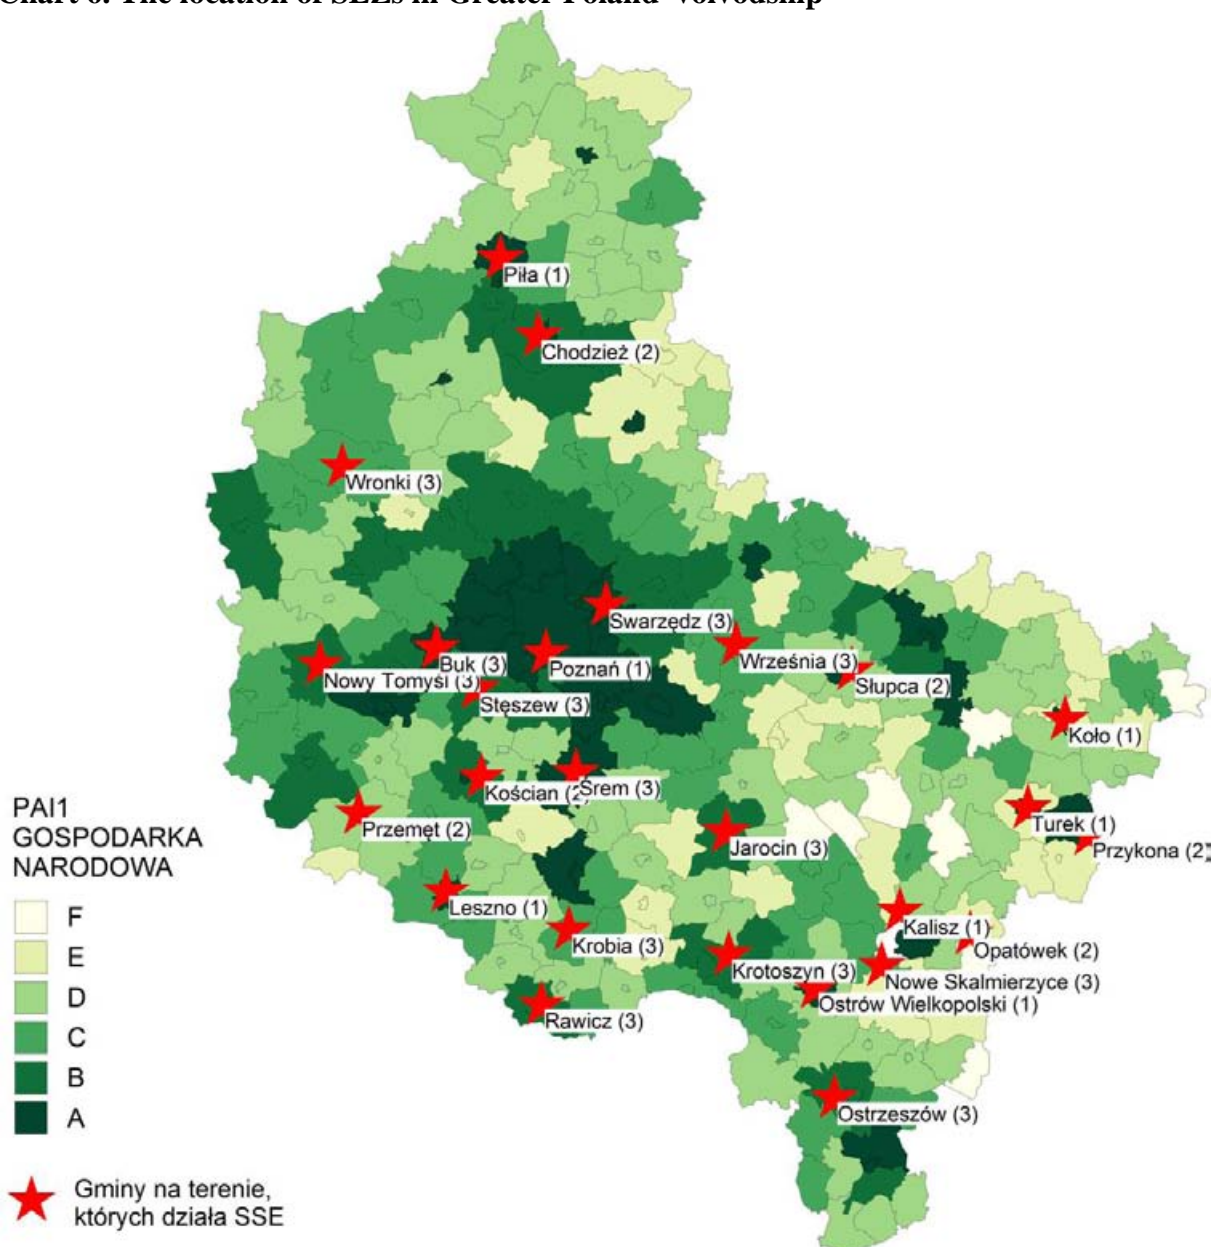 Chart 6. The location of SEZs in Greater Poland Voivodship
Piła (1)
Chodzież (2)
Wronki (3)
Swarzędz (3)
Buk (3)
Poznań (1)
Września (3)
Nowy Tomyśl (3)
Słupca (2)
Stęszew (3)
Koło (1)
Kościan (2
Śrem (3)
PAI1
GOSPODARKA
NARODOWA
Przemęt (2)
Turek (1)
Jarocin (3)
Przykona (2
Leszno (1)
F
Kalisz (1)
Krobia (3)
Opatówek (2)
E
Krotoszyn (3)
Nowe Skalmierzyce (3)
D
Ostrów Wielkopolski (1)
Rawicz (3)
C
B
A
Ostrzeszów (3)
Gminy na terenie,
których działa SSE